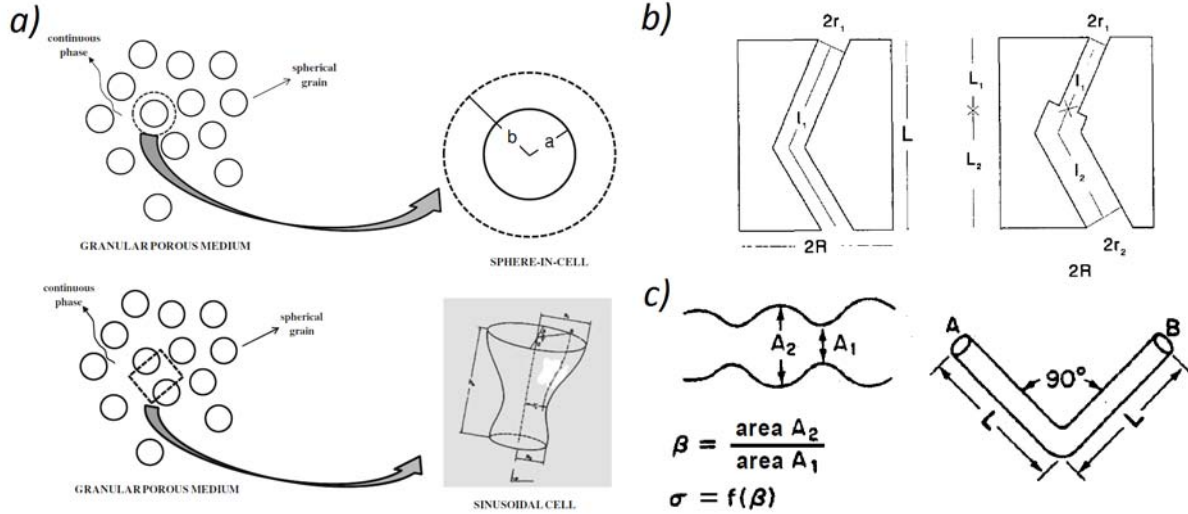 a)
continuous
phase
spherical
grain
b
a
GRANULAR POROUS MEDIUM
SPHERE-IN-CELL
continuous
phase
spherical
grain
GRANULAR POROUS MEDIUM
SINUSOIDAL CELL
b)
2r₁
l₁
L
2R
2r₁
L₁
l₁
L₂
l₂
2r₂
2R
c)
A₂
A₁
β = area A₂ / area A₁
σ = f(β)
A
B
90°
L
L